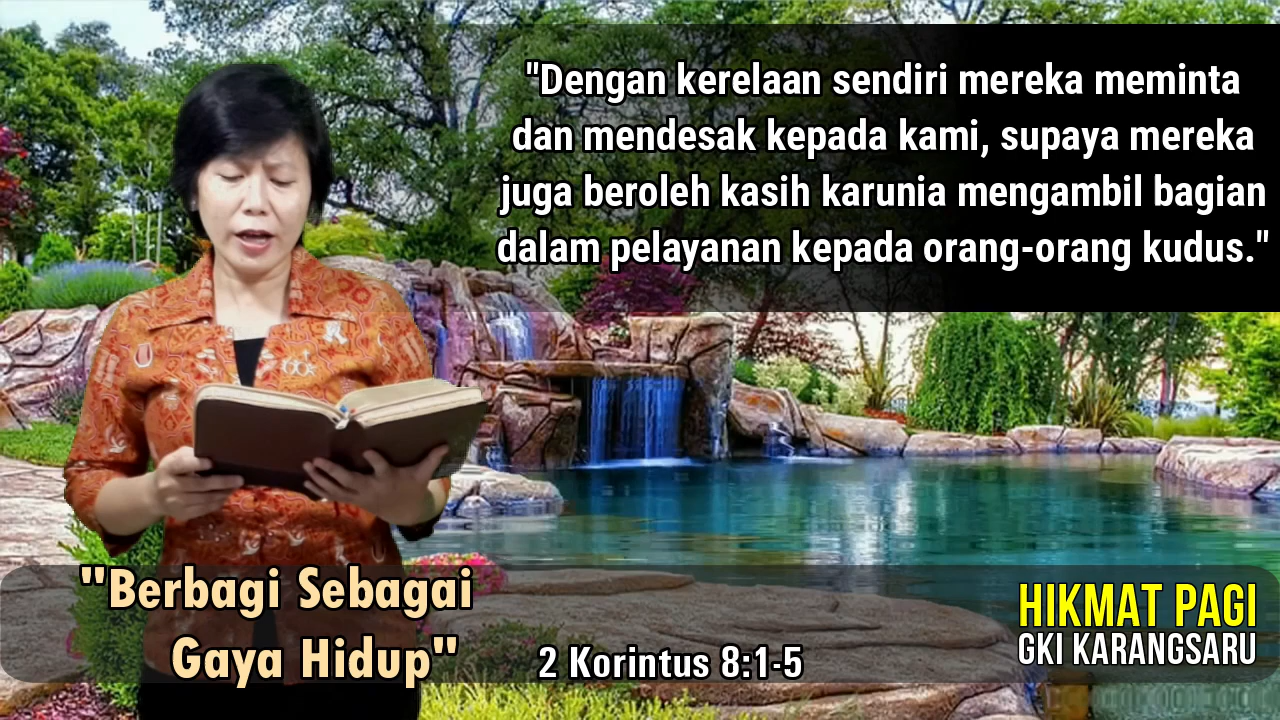 "Dengan kerelaan sendiri mereka meminta
dan mendesak kepada kami, supaya mereka
juga beroleh kasih karunia mengambil bagian
dalam pelayanan kepada orang-orang kudus."
"Berbagi Sebagai
Gaya Hidup"
2 Korintus 8:1-5
HIKMAT PAGI
GKI KARANGSARU